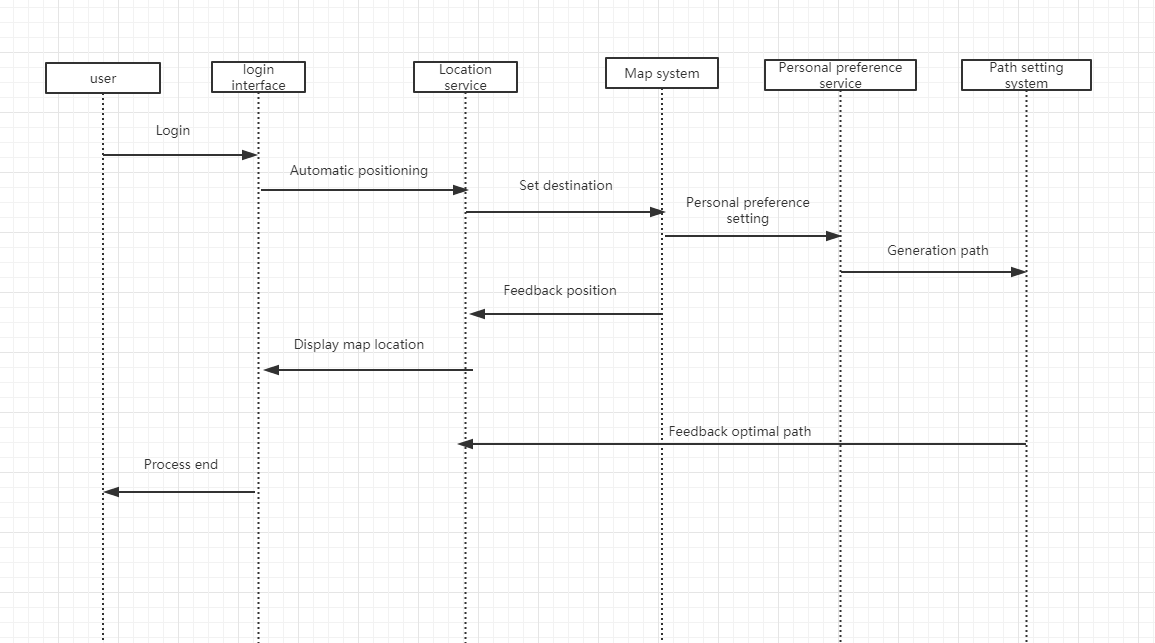 user
login
interface
Location
service
Map system
Personal preference
service
Path setting
system
Login
Automatic positioning
Set destination
Personal preference
setting
Generation path
Feedback position
Display map location
Feedback optimal path
Process end